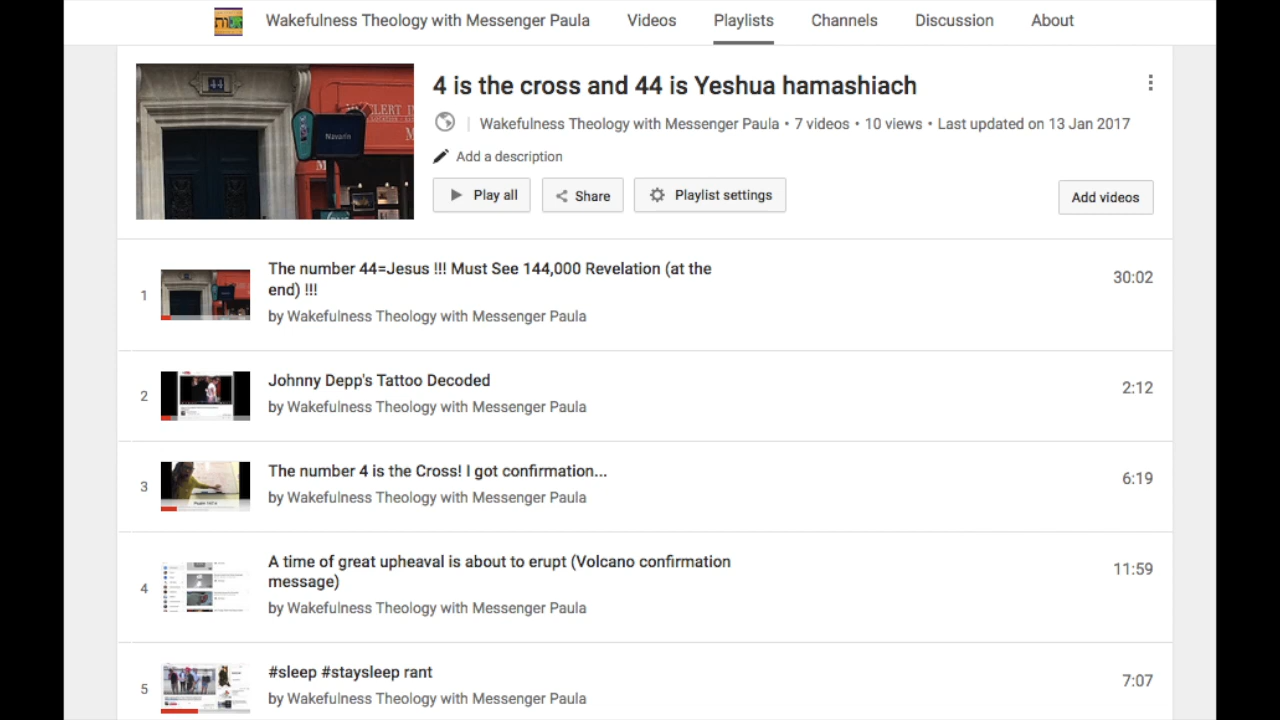 Wakefulness Theology with Messenger Paula Videos Playlists Channels Discussion About
44
Navarin
4 is the cross and 44 is Yeshua hamashiach
Wakefulness Theology with Messenger Paula • 7 videos • 10 views • Last updated on 13 Jan 2017
Add a description
Play all Share Playlist settings Add videos
1
The number 44=Jesus !!! Must See 144,000 Revelation (at the
end) !!!
30:02
by Wakefulness Theology with Messenger Paula
2
Johnny Depp's Tattoo Decoded
2:12
by Wakefulness Theology with Messenger Paula
3
The number 4 is the Cross! I got confirmation...
6:19
by Wakefulness Theology with Messenger Paula
4
A time of great upheaval is about to erupt (Volcano confirmation
message)
11:59
by Wakefulness Theology with Messenger Paula
5
#sleep #staysleep rant
7:07
by Wakefulness Theology with Messenger Paula